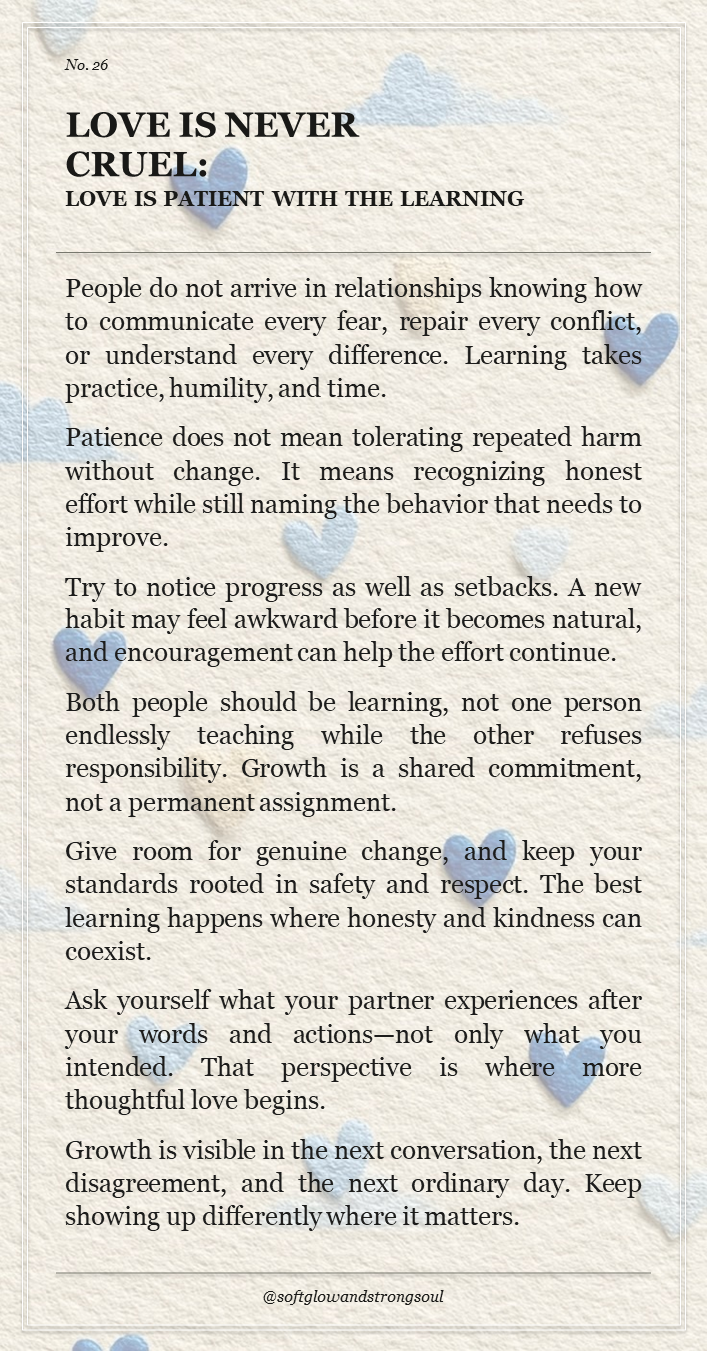 No. 26
LOVE IS NEVER
CRUEL:
LOVE IS PATIENT WITH THE LEARNING
People do not arrive in relationships knowing how
to communicate every fear, repair every conflict,
or understand every difference. Learning takes
practice, humility, and time.
Patience does not mean tolerating repeated harm
without change. It means recognizing honest
effort while still naming the behavior that needs to
improve.
Try to notice progress as well as setbacks. A new
habit may feel awkward before it becomes natural,
and encouragement can help the effort continue.
Both people should be learning, not one person
endlessly teaching while the other refuses
responsibility. Growth is a shared commitment,
not a permanent assignment.
Give room for genuine change, and keep your
standards rooted in safety and respect. The best
learning happens where honesty and kindness can
coexist.
Ask yourself what your partner experiences after
your words and actions—not only what you
intended. That perspective is where more
thoughtful love begins.
Growth is visible in the next conversation, the next
disagreement, and the next ordinary day. Keep
showing up differently where it matters.
@softglowandstrongsoul